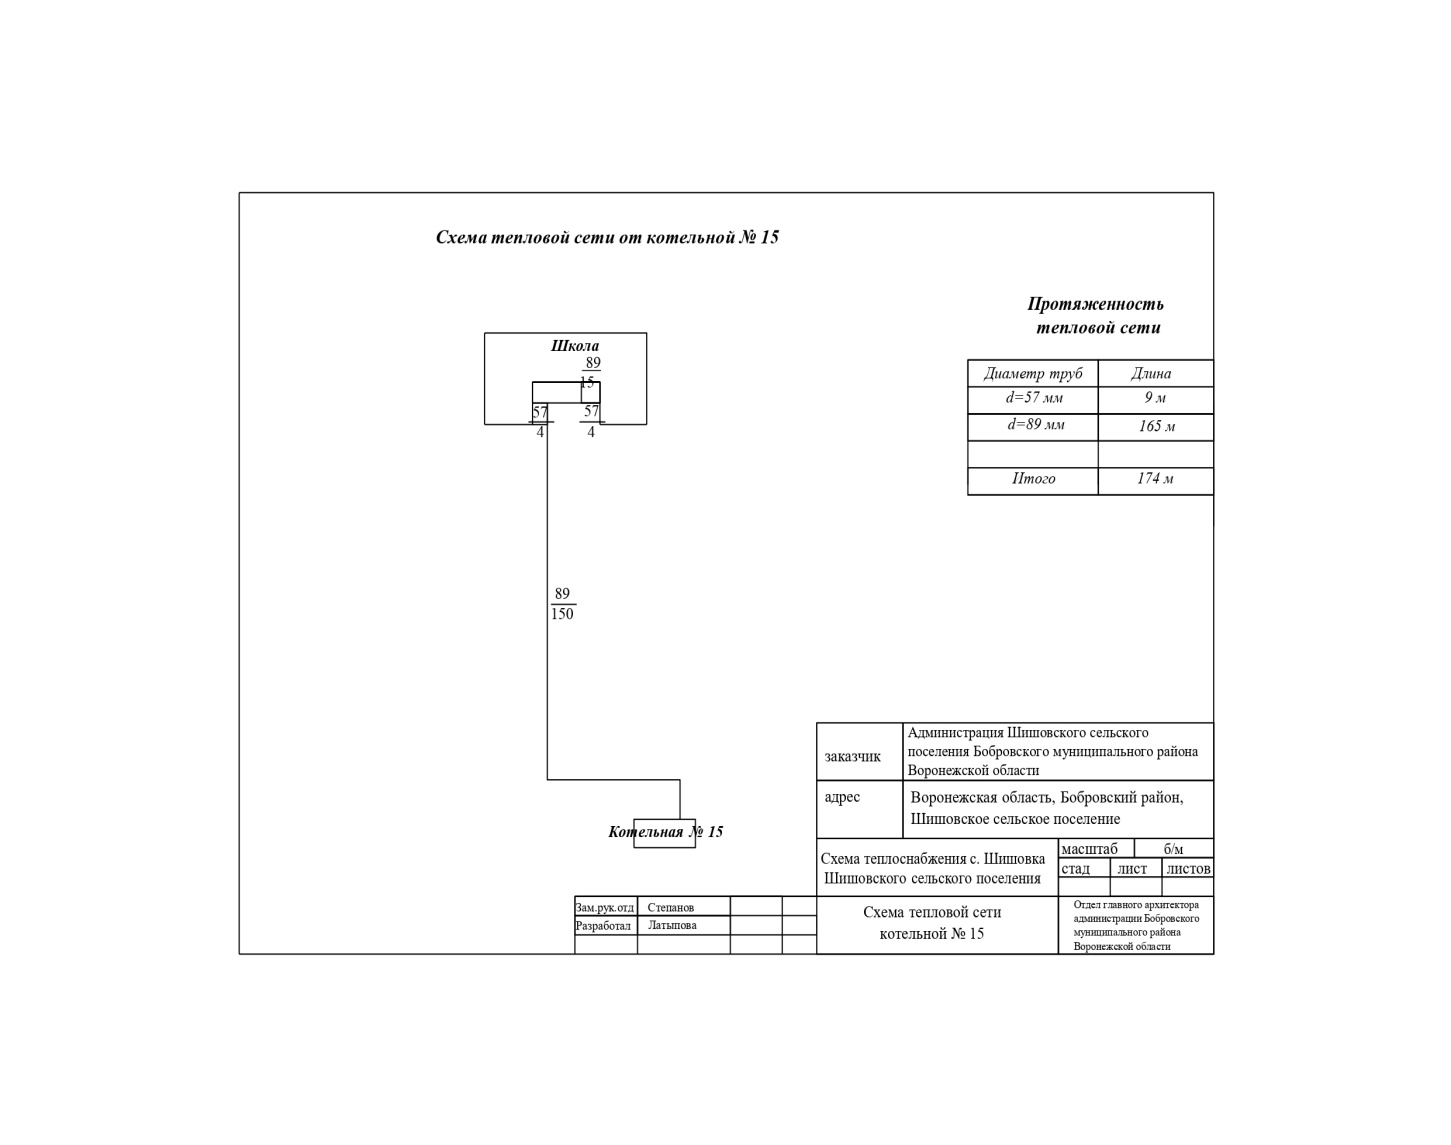 Схема тепловой сети от котельной № 15
Протяженность
тепловой сети
Диаметр труб Длина
d=57 мм 9 м
d=89 мм 165 м
Итого 174 м
Школа
89
15
57 57
4 4
89
150
Котельная № 15
заказчик
Администрация Шишовского сельского
поселения Бобровского муниципального района
Воронежской области
адрес
Воронежская область, Бобровский район,
Шишовское сельское поселение
Схема теплоснабжения с. Шишовка
Шишовского сельского поселения
масштаб б/м
стад лист листов
Зам.рук.отд Степанов
Разработал Латыпова
Схема тепловой сети
котельной № 15
Отдел главного архитектора
администрации Бобровского
муниципального района
Воронежской области